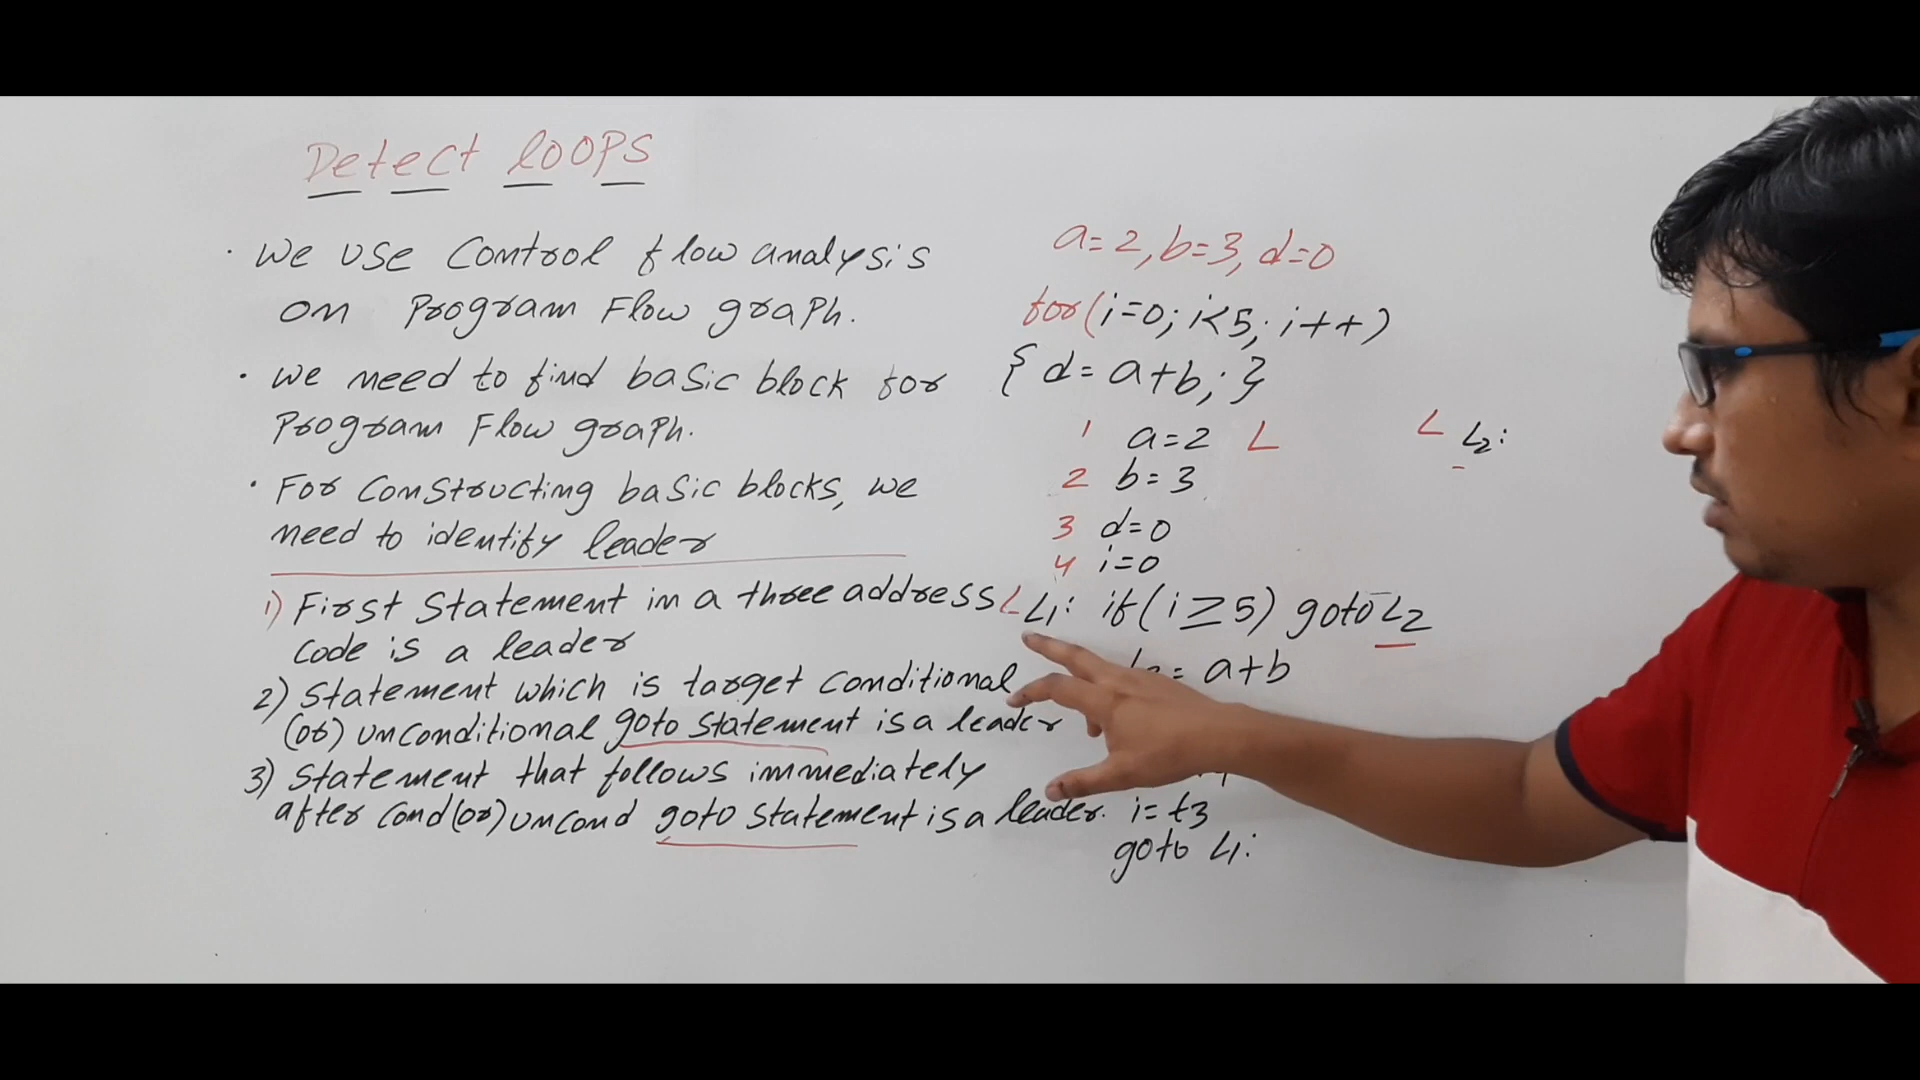 Detect loops
· We use Control flow analysis
on Program Flow graph.
· we need to find basic block for
Program Flow graph.
· For Constructing basic blocks, we
need to identify leader
1) First Statement in a three address
Code is a leader
2) Statement which is target Conditional
(or) unconditional goto statement is a leader
3) Statement that follows immediately
after Cond (or) uncond goto statement is a leader.
a=2, b=3, d=0
for(i=0; i<5; i++)
{ d= a+b; }
1 a=2 L
2 b=3
3 d=0
4 i=0
L L1: if(i≥5) goto L2
= a+b
i= t3
goto L1:
L L2: